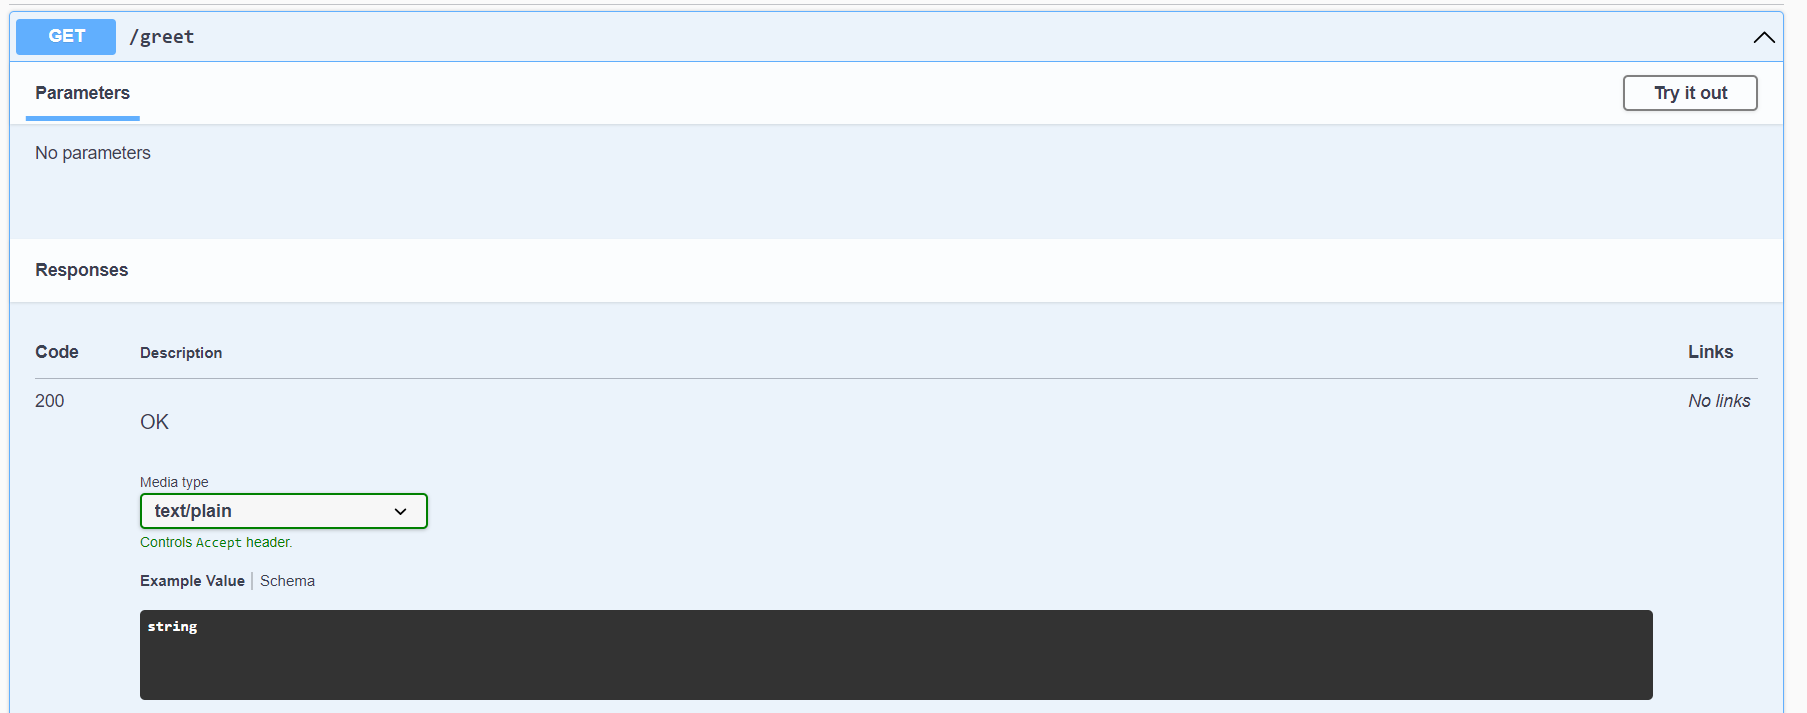 GET /greet
Parameters
Try it out
No parameters
Responses
Code Description Links
200 No links
OK
Media type
text/plain
Controls Accept header.
Example Value Schema
string